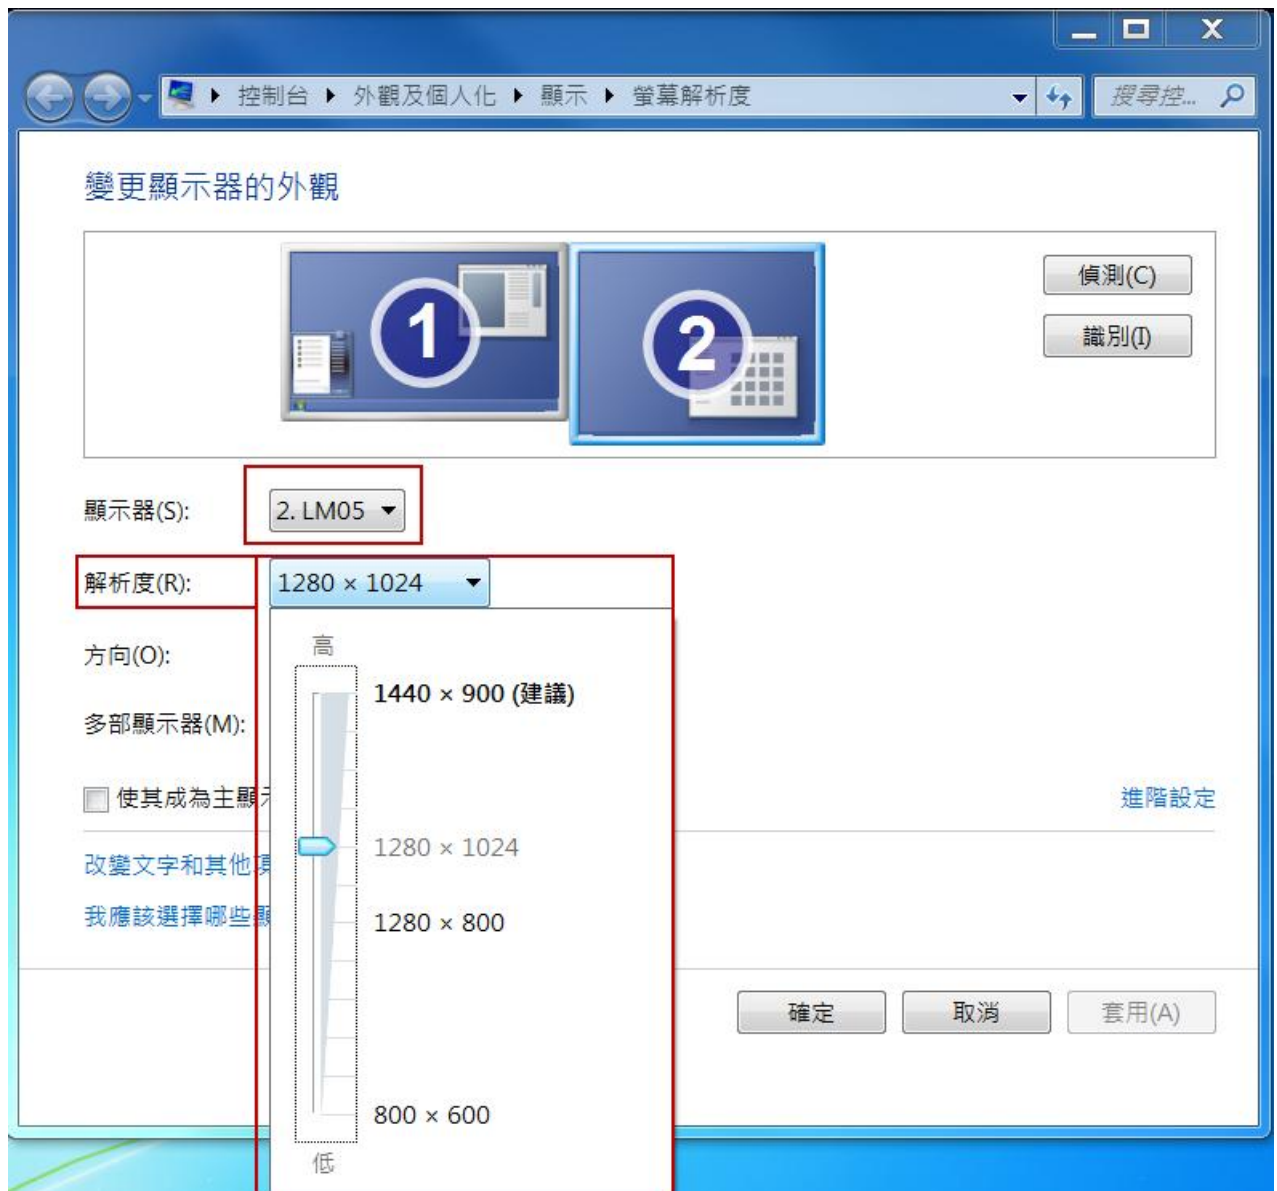 控制台 ▸ 外觀及個人化 ▸ 顯示 ▸ 螢幕解析度
搜尋控...
變更顯示器的外觀
1
2
偵測(C)
識別(I)
顯示器(S):
2. LM05
解析度(R):
1280 × 1024
高
方向(O):
1440 × 900 (建議)
多部顯示器(M):
使其成為主顯
進階設定
1280 × 1024
改變文字和其他
我應該選擇哪些
1280 × 800
確定
取消
套用(A)
800 × 600
低